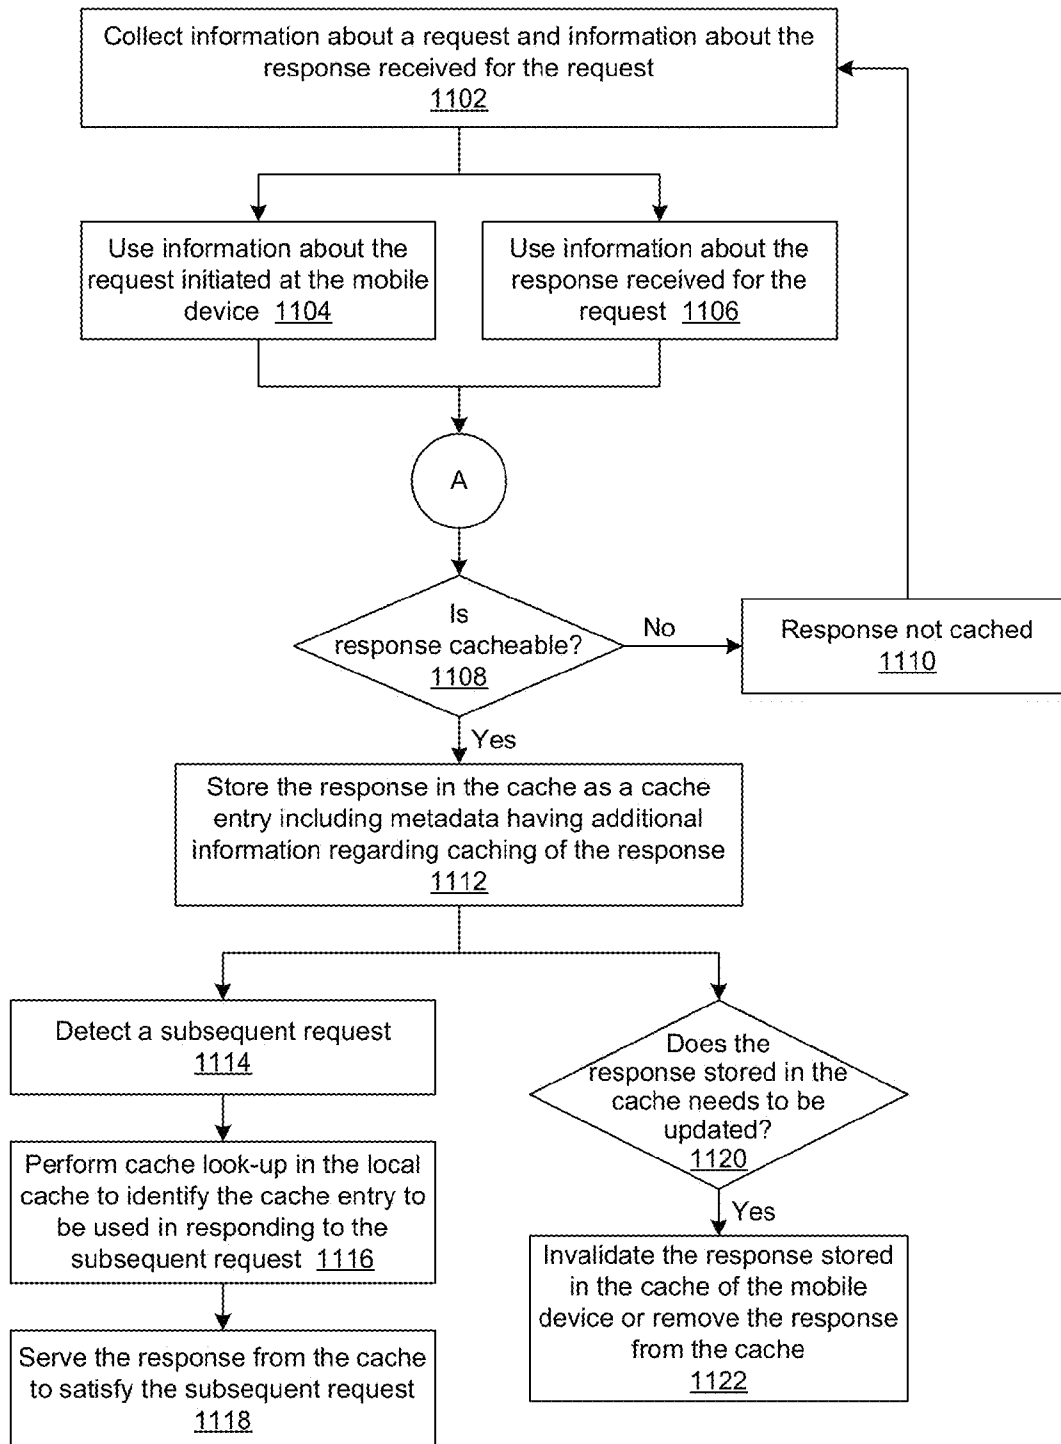 Collect information about a request and information about the
response received for the request
1102
Use information about the
request initiated at the mobile
device 1104
Use information about the
response received for the
request 1106
A
Is
response cacheable?
1108
No
Response not cached
1110
Yes
Store the response in the cache as a cache
entry including metadata having additional
information regarding caching of the response
1112
Detect a subsequent request
1114
Perform cache look-up in the local
cache to identify the cache entry to
be used in responding to the
subsequent request 1116
Serve the response from the cache
to satisfy the subsequent request
1118
Does the
response stored in the
cache needs to be
updated?
1120
Yes
Invalidate the response stored
in the cache of the mobile
device or remove the response
from the cache
1122